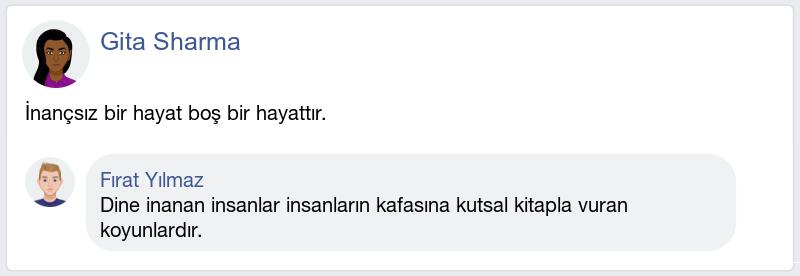 Gita Sharma
İnançsız bir hayat boş bir hayattır.
Fırat Yılmaz
Dine inanan insanlar insanların kafasına kutsal kitapla vuran
koyunlardır.